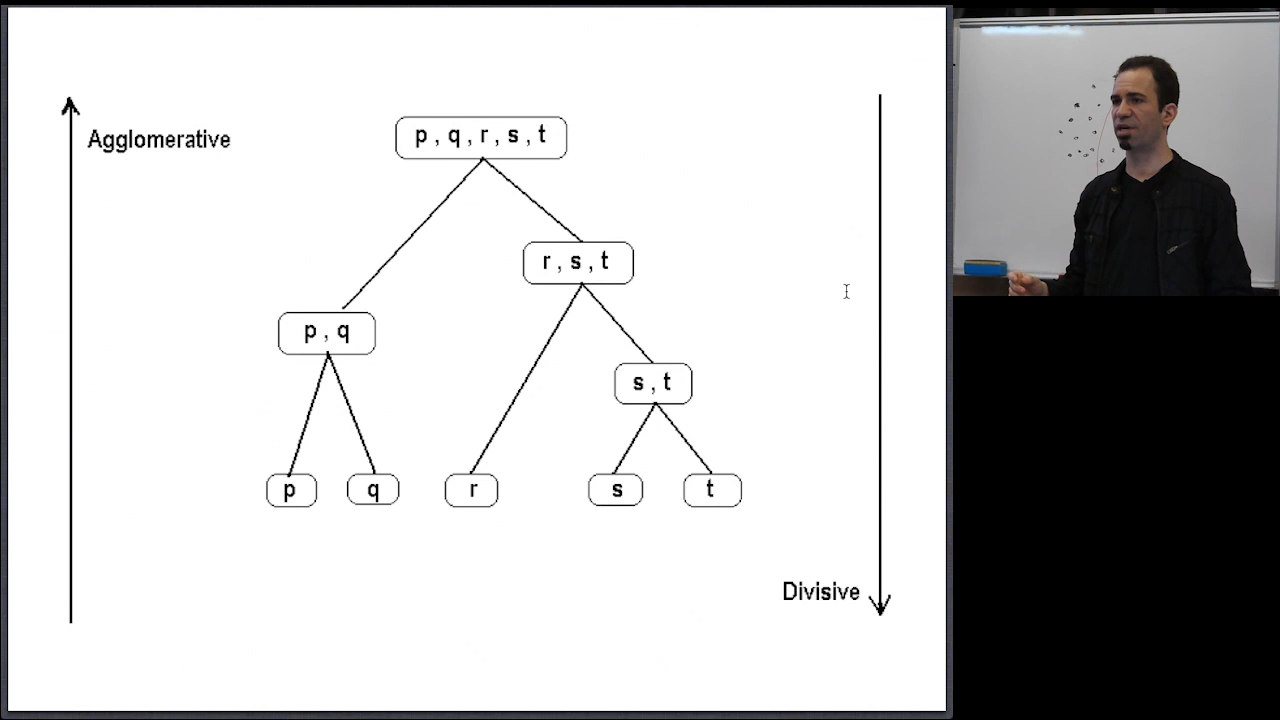 Agglomerative
p , q , r , s , t
r , s , t
p , q
s , t
p
q
r
s
t
Divisive